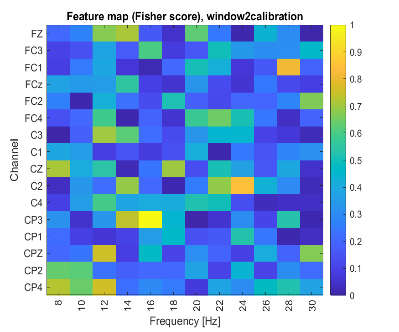 Feature map (Fisher score), window2calibration
Channel
FZ
FC3
FC1
FCz
FC2
FC4
C3
C1
CZ
C2
C4
CP3
CP1
CPZ
CP2
CP4
8 10 12 14 16 18 20 22 24 26 28 30
Frequency [Hz]
1
0.9
0.8
0.7
0.6
0.5
0.4
0.3
0.2
0.1
0